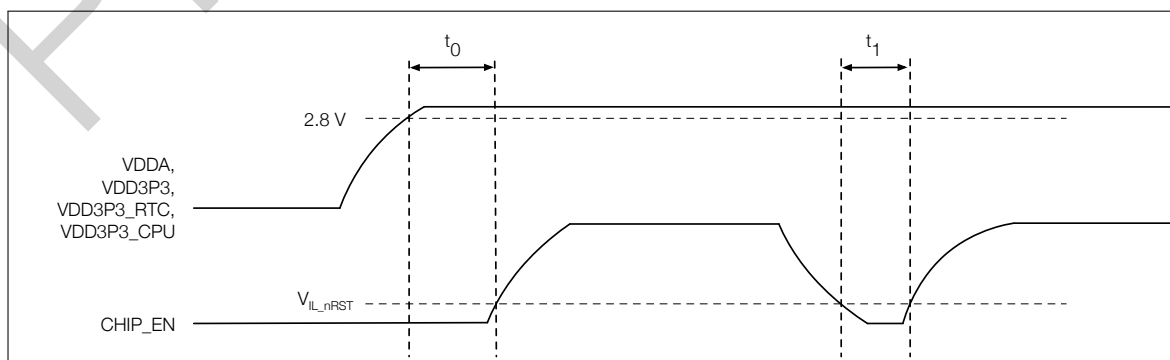 t0
t1
2.8 V
VDDA,
VDD3P3,
VDD3P3_RTC,
VDD3P3_CPU
VIL_nRST
CHIP_EN